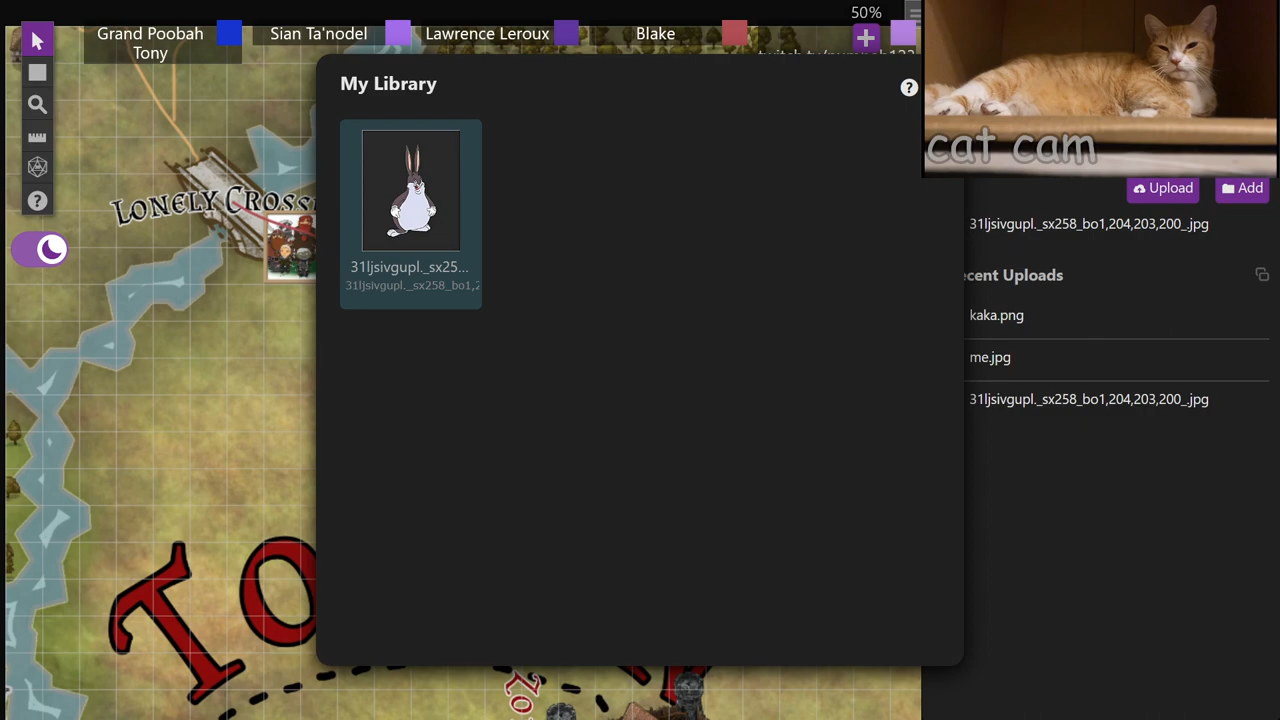 50%
Grand Poobah
Tony
Sian Ta'nodel
Lawrence Leroux
Blake
My Library
?
cat cam
Upload
Add
LONELY CROSS
31ljsivgupl._sx25...
31ljsivgupl._sx258_bo1,2
31ljsivgupl._sx258_bo1,204,203,200_.jpg
ecent Uploads
kaka.png
me.jpg
31ljsivgupl._sx258_bo1,204,203,200_.jpg
?
To